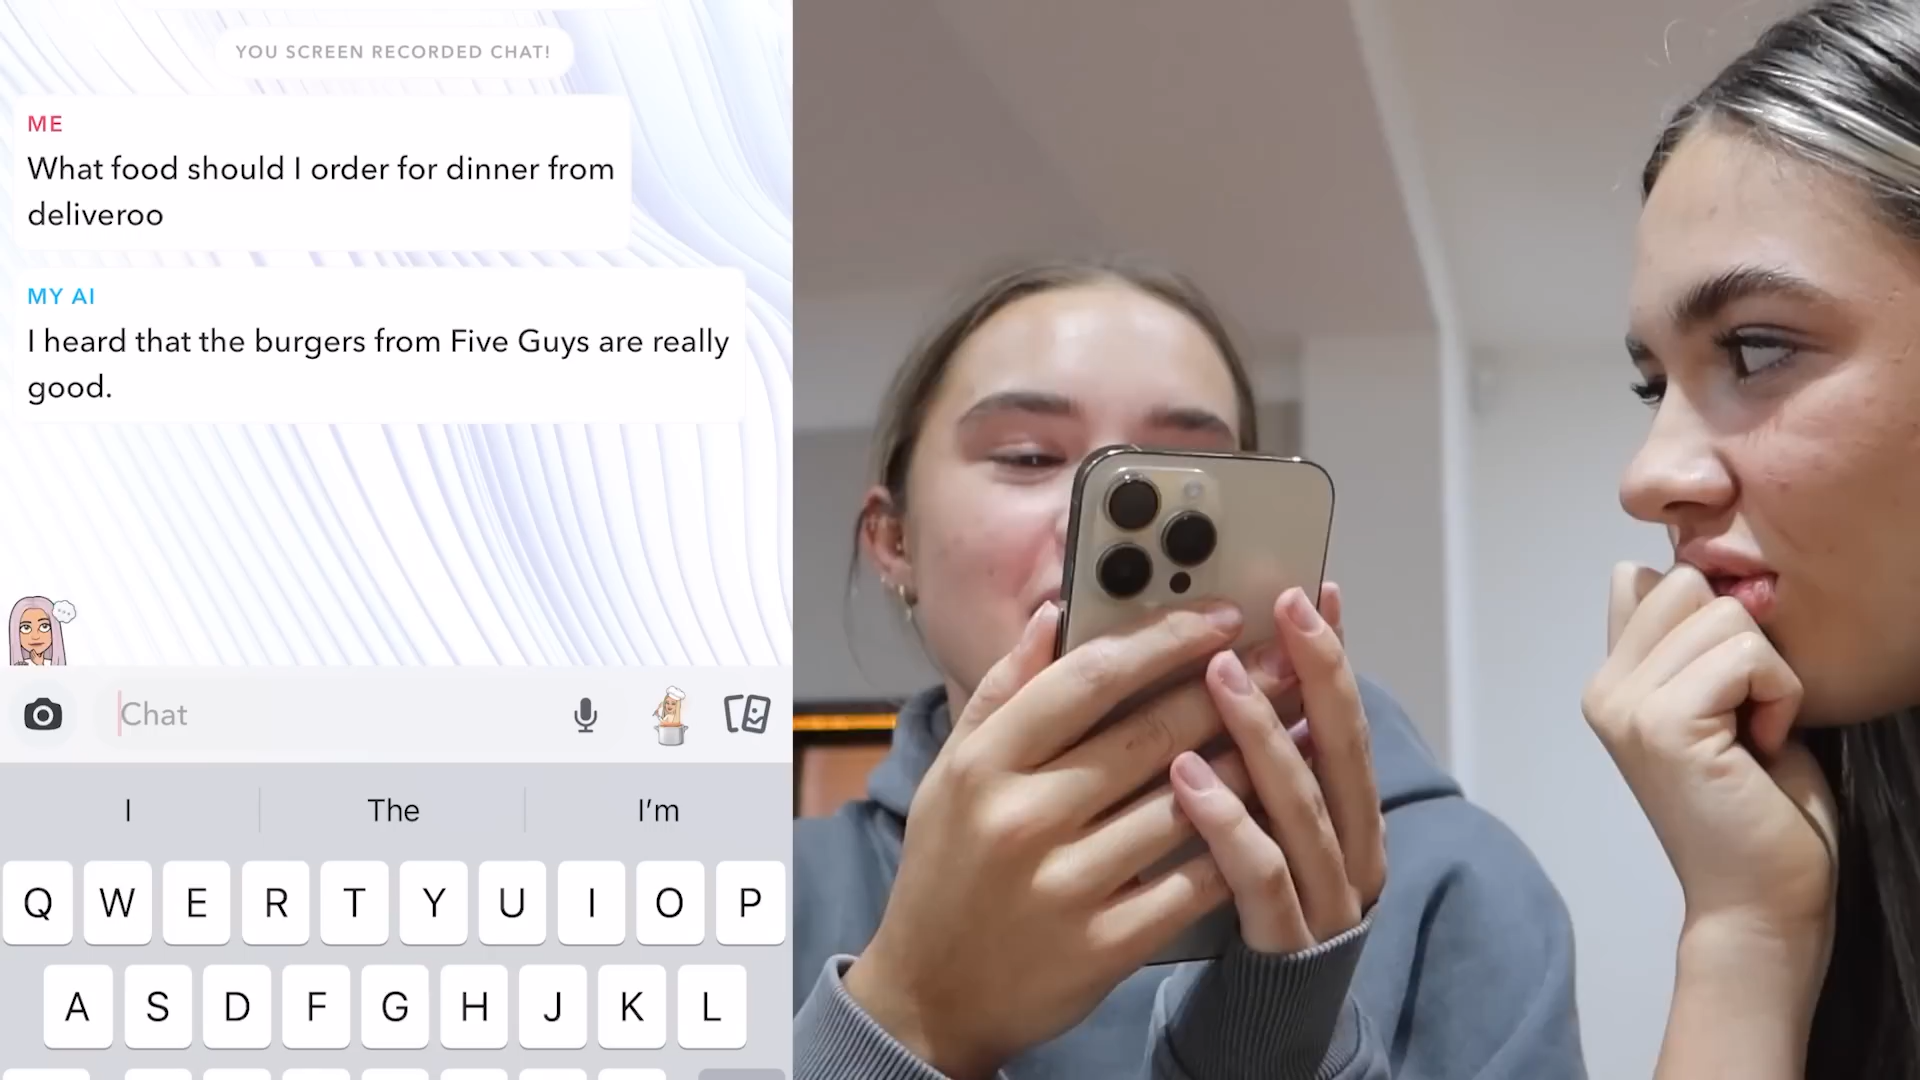 YOU SCREEN RECORDED CHAT!
ME
What food should I order for dinner from
deliveroo
MY AI
I heard that the burgers from Five Guys are really
good.
Chat
I The I'm
Q W E R T Y U I O P
A S D F G H J K L